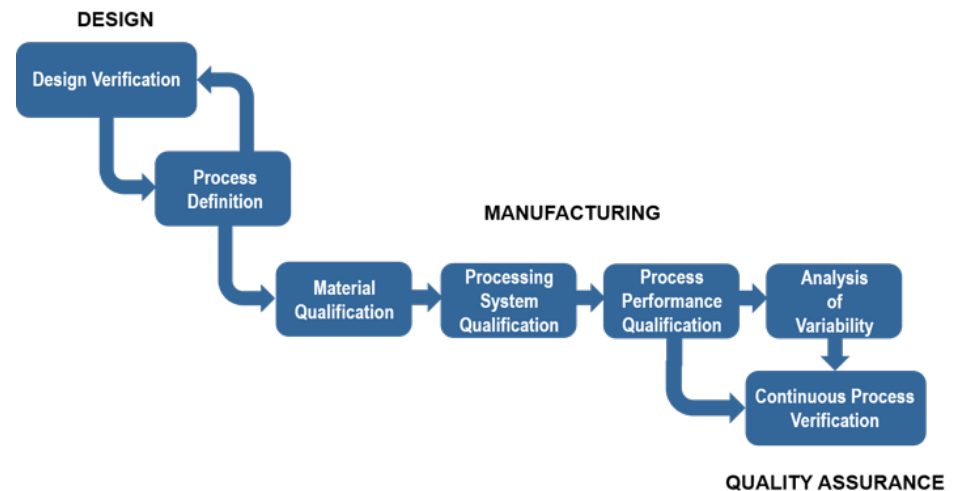 DESIGN
Design Verification
Process
Definition
MANUFACTURING
Material
Qualification
Processing
System
Qualification
Process
Performance
Qualification
Analysis
of
Variability
Continuous Process
Verification
QUALITY ASSURANCE